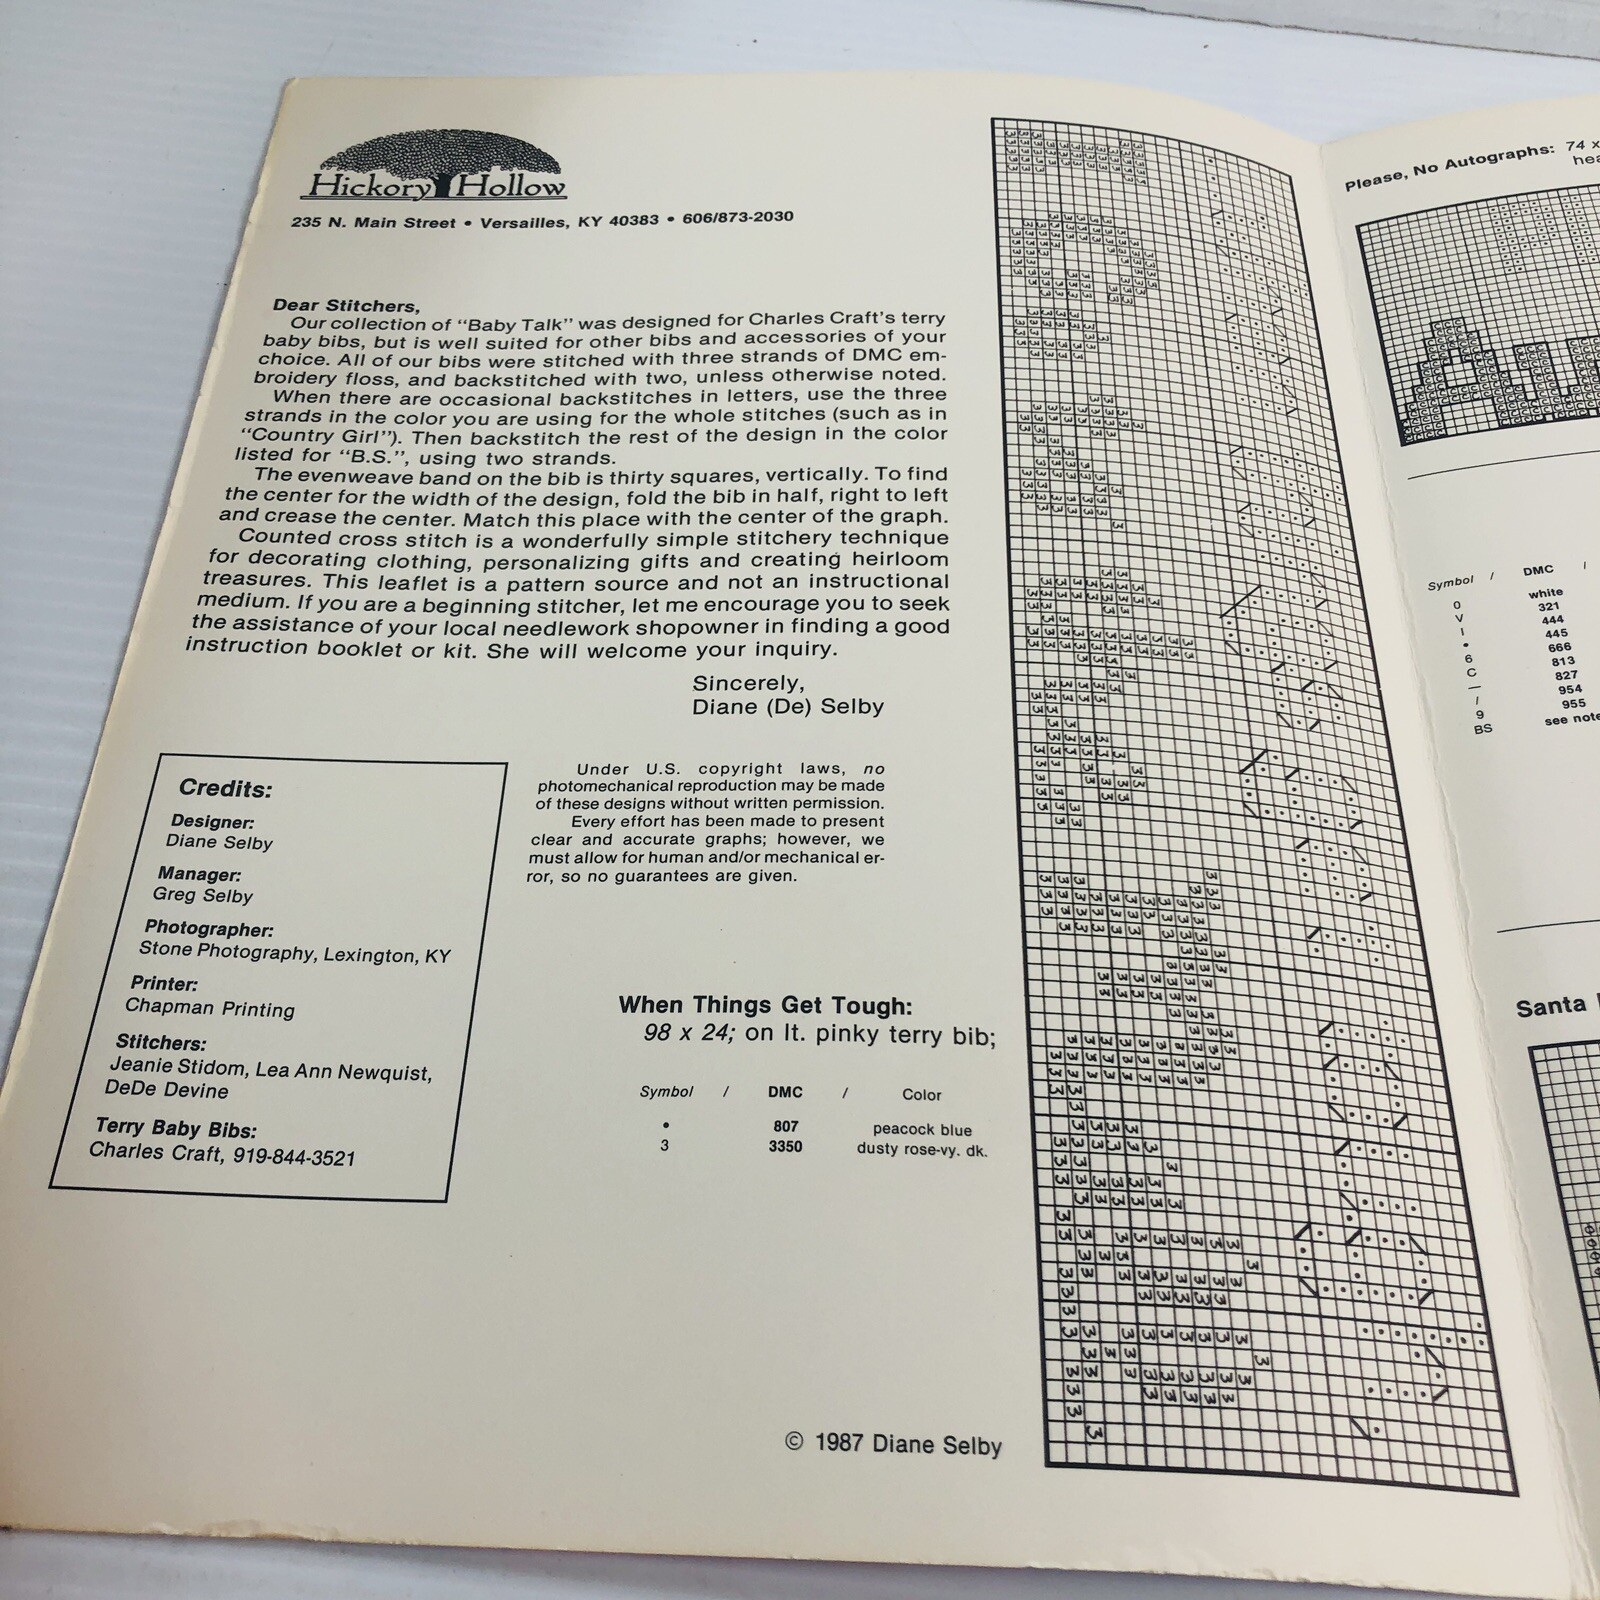 Hickory Hollow
235 N. Main Street • Versailles, KY 40383 • 606/873-2030
Dear Stitchers,
Our collection of "Baby Talk" was designed for Charles Craft's terry
baby bibs, but is well suited for other bibs and accessories of your
choice. All of our bibs were stitched with three strands of DMC em-
broidery floss, and backstitched with two, unless otherwise noted.
When there are occasional backstitches in letters, use the three
strands in the color you are using for the whole stitches (such as in
"Country Girl"). Then backstitch the rest of the design in the color
listed for "B.S.", using two strands.
The evenweave band on the bib is thirty squares, vertically. To find
the center for the width of the design, fold the bib in half, right to left
and crease the center. Match this place with the center of the graph.
Counted cross stitch is a wonderfully simple stitchery technique
for decorating clothing, personalizing gifts and creating heirloom
treasures. This leaflet is a pattern source and not an instructional
medium. If you are a beginning stitcher, let me encourage you to seek
the assistance of your local needlework shopowner in finding a good
instruction booklet or kit. She will welcome your inquiry.
Sincerely,
Diane (De) Selby
Credits:
Designer:
Diane Selby
Manager:
Greg Selby
Photographer:
Stone Photography, Lexington, KY
Printer:
Chapman Printing
Stitchers:
Jeanie Stidom, Lea Ann Newquist,
DeDe Devine
Terry Baby Bibs:
Charles Craft, 919-844-3521
Under U.S. copyright laws, no
photomechanical reproduction may be made
of these designs without written permission.
Every effort has been made to present
clear and accurate graphs; however, we
must allow for human and/or mechanical er-
ror, so no guarantees are given.
When Things Get Tough:
98 x 24; on lt. pinky terry bib;
Symbol / DMC / Color
• 807 peacock blue
3 3350 dusty rose-vy. dk.
© 1987 Diane Selby
Please, No Autographs: 74 x
Symbol / DMC /
0 white
V 321
I 444
• 445
6 666
C 813
— 827
/ 954
9 955
BS see note
Santa